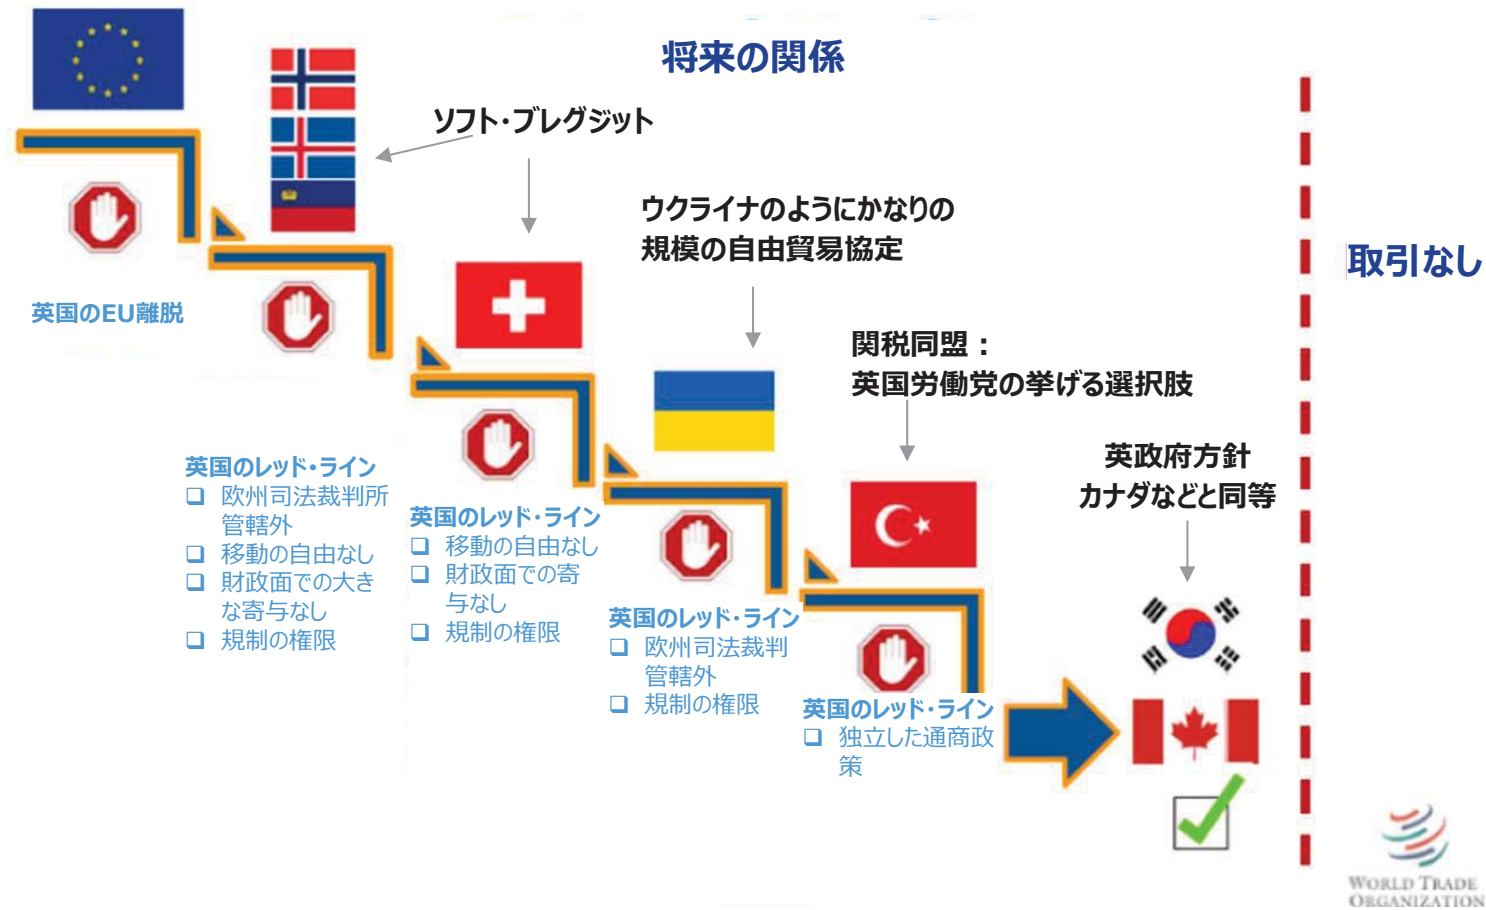 将来の関係
ソフト・ブレグジット
ウクライナのようにかなりの
規模の自由貿易協定
取引なし
英国のEU離脱
関税同盟：
英国労働党の挙げる選択肢
英政府方針
カナダなどと同等
英国のレッド・ライン
❑ 欧州司法裁判所
管轄外
❑ 移動の自由なし
❑ 財政面での大き
な寄与なし
❑ 規制の権限
英国のレッド・ライン
❑ 移動の自由なし
❑ 財政面での寄
与なし
❑ 規制の権限
英国のレッド・ライン
❑ 欧州司法裁判
管轄外
❑ 規制の権限
英国のレッド・ライン
❑ 独立した通商政
策
WORLD TRADE
ORGANIZATION